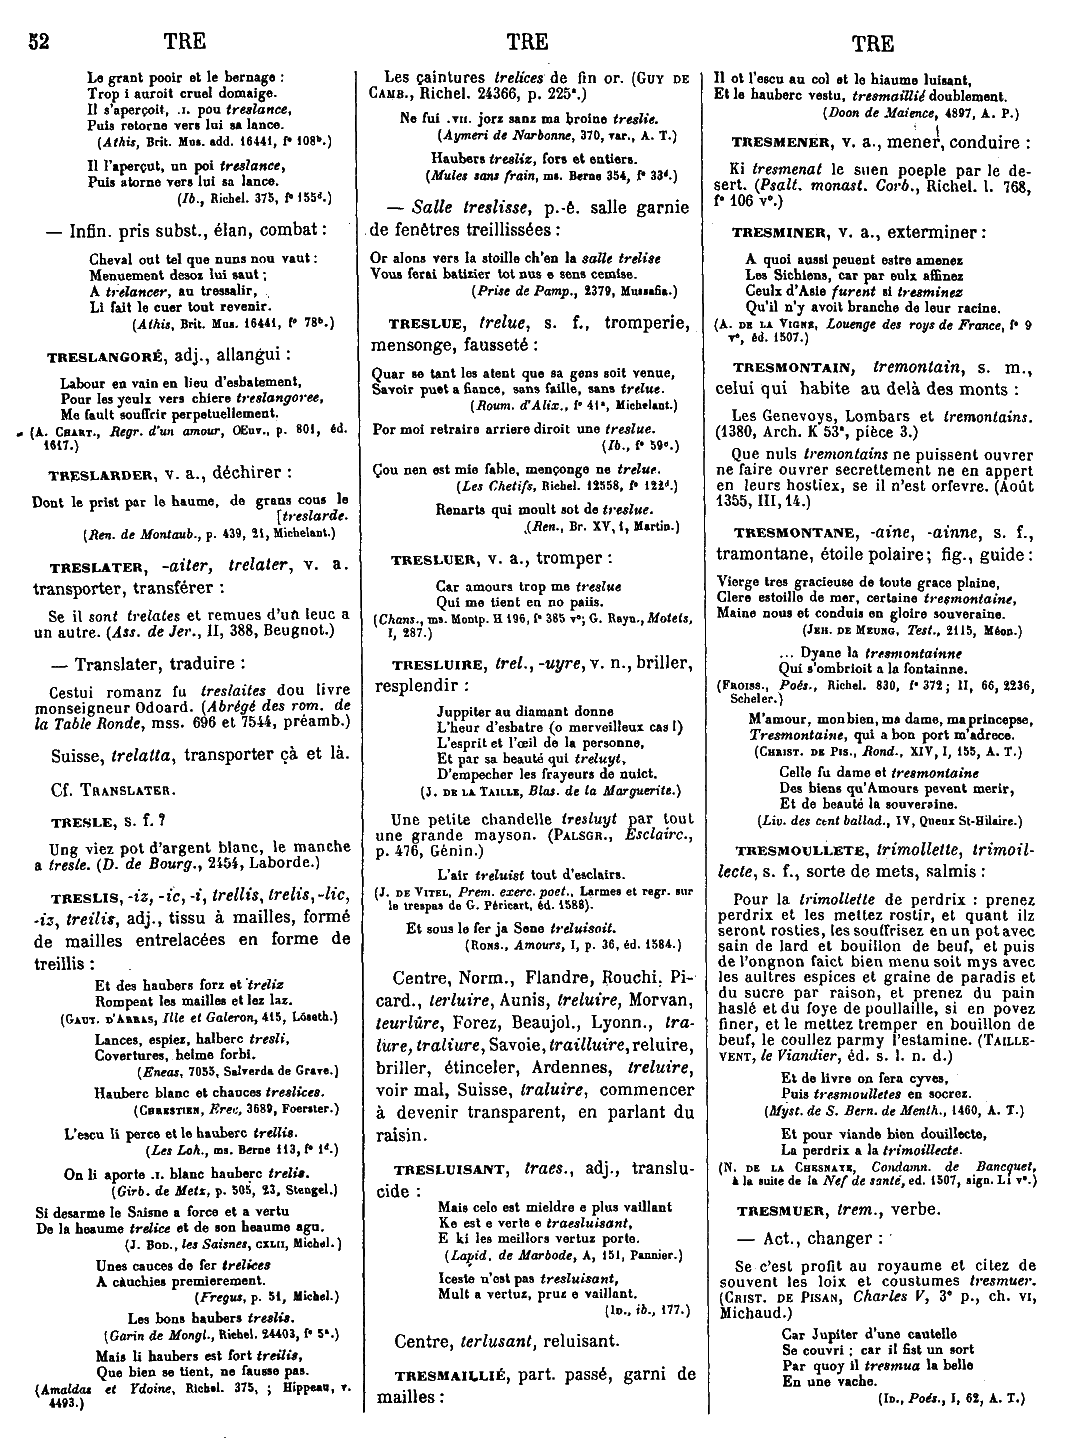 52 TRE TRE TRE
Le grant pooir et le bernage :
Trop i auroit cruel domaige.
Il s'aperçoit, .I. pou treslance,
Puis retorne vers lui sa lance.
(Athis, Brit. Mus. add. 16441, f° 108ᵇ.)
Il l'aperçut, un poi treslance,
Puis atorne vers lui sa lance.
(Ib., Richel. 375, f° 155ᵈ.)
— Infin. pris subst., élan, combat :
Cheval out tel que nuns nou vaut :
Menuement desoz lui saut ;
A trelancer, au tressalir,
Li fait le cuer tout revenir.
(Athis, Brit. Mus. 16441, f° 78ᵇ.)
TRESLANGORÉ, adj., allangui :
Labour en vain en lieu d'esbatement,
Pour les yeulx vers chiere treslangoree,
Me fault souffrir perpetuellement.
(A. CHART., Regr. d'un amour, OEuv., p. 801, éd.
1617.)
TRESLARDER, v. a., déchirer :
Dont le prist par le haume, de grans cous le
[treslarde.
(Ren. de Montaub., p. 439, 21, Michelant.)
TRESLATER, -aiter, trelater, v. a.
transporter, transférer :
Se il sont trelates et remues d'un leuc a
un autre. (Ass. de Jer., II, 388, Beugnot.)
— Translater, traduire :
Cestui romanz fu treslaites dou livre
monseigneur Odoard. (Abrégé des rom. de
la Table Ronde, mss. 696 et 7544, préamb.)
Suisse, trelatta, transporter çà et là.
Cf. TRANSLATER.
TRESLE, s. f. ?
Ung viez pot d'argent blanc, le manche
a tresle. (D. de Bourg., 2454, Laborde.)
TRESLIS, -iz, -ic, -i, trellis, trelis, -lic,
-iz, treilis, adj., tissu à mailles, formé
de mailles entrelacées en forme de
treillis :
Et des haubers forz et treliz
Rompent les mailles et lez laz.
(GAUT. D'ARRAS, Ille et Galeron, 415, Löseth.)
Lances, espiez, halberc tresli,
Covertures, helme forbi.
(Eneas, 7055, Salverda de Grave.)
Hauberc blanc et chauces treslices.
(CHRESTIEN, Erec, 3689, Foerster.)
L'escu li perce et le hauberc trellis.
(Les Loh., ms. Berne 113, f° 1ᵈ.)
On li aporte .I. blanc hauberc trelis.
(Girb. de Metz, p. 505, 23, Stengel.)
Si desarme le Saisne a force et a vertu
De la heaume trelice et de son heaume agu.
(J. BOD., les Saisnes, CXLII, Michel.)
Unes cauces de fer trelices
A cauchies premierement.
(Fregus, p. 51, Michel.)
Les bons haubers treslis.
(Garin de Mongl., Richel. 24403, f° 5ᵃ.)
Mais li haubers est fort treilis,
Que bien se tient, ne fausse pas.
(Amaldas et Ydoine, Richel. 375, ; Hippeau, v.
4493.)
Les çaintures trelices de fin or. (GUY DE
CAMB., Richel. 24366, p. 225ᵃ.)
Ne fui .VII. jorz sanz ma broine treslie.
(Aymeri de Narbonne, 370, var., A. T.)
Haubers tresliz, fors et entiers.
(Mules sans frain, ms. Berne 354, f° 33ᵈ.)
— Salle treslisse, p.-ê. salle garnie
de fenêtres treillissées :
Or alons vers la stoille ch'en la salle trelise
Vous ferai batizier tot nus e sens cemise.
(Prise de Pamp., 2379, Mussafia.)
TRESLUE, trelue, s. f., tromperie,
mensonge, fausseté :
Quar se tant les atent que sa gens soit venue,
Savoir puet a fiance, sans faille, sans trelue.
(Roum. d'Alix., f° 41ᵃ, Michelant.)
Por moi retraire arriere diroit une treslue.
(Ib., f° 59ᶜ.)
Çou nen est mie fable, mençonge ne trelue.
(Les Chetifs, Richel. 12558, f° 122ᵈ.)
Renarts qui moult sot de treslue.
(Ren., Br. XV, 1, Martin.)
TRESLUER, v. a., tromper :
Car amours trop me treslue
Qui me tient en no paiis.
(Chans., ms. Montp. H 196, f° 385 v°; G. Rayn., Motets,
I, 287.)
TRESLUIRE, trel., -uyre, v. n., briller,
resplendir :
Juppiter au diamant donne
L'heur d'esbatre (o merveilleux cas !)
L'esprit et l'œil de la personne,
Et par sa beauté qui treluyt,
D'empecher les frayeurs de nuict.
(J. DE LA TAILLE, Blas. de la Marguerite.)
Une petite chandelle tresluyt par tout
une grande mayson. (PALSGR., Esclairc.,
p. 476, Génin.)
L'air treluist tout d'esclairs.
(J. DE VITEL, Prem. exerc. poet., Larmes et regr. sur
le trespas de G. Péricart, éd. 1588).
Et sous le fer ja Sene treluisoit.
(RONS., Amours, I, p. 36, éd. 1584.)
Centre, Norm., Flandre, Rouchi, Pi-
card., terluire, Aunis, treluire, Morvan,
teurlûre, Forez, Beaujol., Lyonn., tra-
lure, traliure, Savoie, trailluire, reluire,
briller, étinceler, Ardennes, treluire,
voir mal, Suisse, traluire, commencer
à devenir transparent, en parlant du
raisin.
TRESLUISANT, traes., adj., translu-
cide :
Mais celo est mieldre e plus vaillant
Ke est e verte e traesluisant,
E ki les meillors vertuz porte.
(Lapid. de Marbode, A, 151, Pannier.)
Iceste n'est pas tresluisant,
Mult a vertuz, pruz e vaillant.
(ID., ib., 177.)
Centre, terlusant, reluisant.
TRESMAILLIÉ, part. passé, garni de
mailles :
Il ot l'escu au col et le hiaume luisant,
Et le hauberc vestu, tresmaillié doublement.
(Doon de Maience, 4897, A. P.)
TRESMENER, v. a., mener, conduire :
Ki tresmenat le suen poeple par le de-
sert. (Psalt. monast. Corb., Richel. l. 768,
f° 106 v°.)
TRESMINER, v. a., exterminer :
A quoi aussi peuent estre amenez
Les Sichiens, car par eulx affinez
Ceulx d'Asie furent si tresminez
Qu'il n'y avoit branche de leur racine.
(A. DE LA VIGNE, Louenge des roys de France, f° 9
v°, éd. 1507.)
TRESMONTAIN, tremontain, s. m.,
celui qui habite au delà des monts :
Les Genevoys, Lombars et tremontains.
(1380, Arch. K 53ᵃ, pièce 3.)
Que nuls tremontains ne puissent ouvrer
ne faire ouvrer secrettement ne en appert
en leurs hostiex, se il n'est orfevre. (Août
1355, III, 14.)
TRESMONTANE, -aine, -ainne, s. f.,
tramontane, étoile polaire; fig., guide :
Vierge tres gracieuse de toute grace plaine,
Clere estoille de mer, certaine tresmontaine,
Maine nous et conduis en gloire souveraine.
(JEH. DE MEUNG, Test., 2115, Méon.)
... Dyane la tresmontainne
Qui s'ombrioit a la fontainne.
(FROISS., Poés., Richel. 830, f° 372; II, 66, 2236,
Scheler.)
M'amour, mon bien, ma dame, ma princepse,
Tresmontaine, qui a bon port m'adrece.
(CHRIST. DE PIS., Rond., XIV, I, 155, A. T.)
Celle fu dame et tresmontaine
Des biens qu'Amours pevent merir,
Et de beauté la souveraine.
(Liv. des cent ballad., IV, Queux St-Hilaire.)
TRESMOULLETE, trimollette, trimoil-
lecte, s. f., sorte de mets, salmis :
Pour la trimollette de perdrix : prenez
perdrix et les mettez rostir, et quant ilz
seront rosties, les souffrisez en un pot avec
sain de lard et bouillon de beuf, et puis
de l'ongnon faict bien menu soit mys avec
les aultres espices et graine de paradis et
du sucre par raison, et prenez du pain
haslé et du foye de poullaille, si en povez
finer, et le mettez tremper en bouillon de
beuf, le coullez parmy l'estamine. (TAILLE-
VENT, le Viandier, éd. s. l. n. d.)
Et de livre on fera cyves,
Puis tresmoulletes en socrez.
(Myst. de S. Bern. de Menth., 1460, A. T.)
Et pour viande bien douillecte,
La perdrix a la trimoillecte.
(N. DE LA CHESNAYE, Condamn. de Bancquet,
à la suite de la Nef de santé, ed. 1507, sign. LI v°.)
TRESMUER, trem., verbe.
— Act., changer :
Se c'est profit au royaume et citez de
souvent les loix et coustumes tresmuer.
(CRIST. DE PISAN, Charles V, 3° p., ch. VI,
Michaud.)
Car Jupiter d'une cautelle
Se couvri ; car il fist un sort
Par quoy il tresmua la belle
En une vache.
(ID., Poés., I, 62, A. T.)